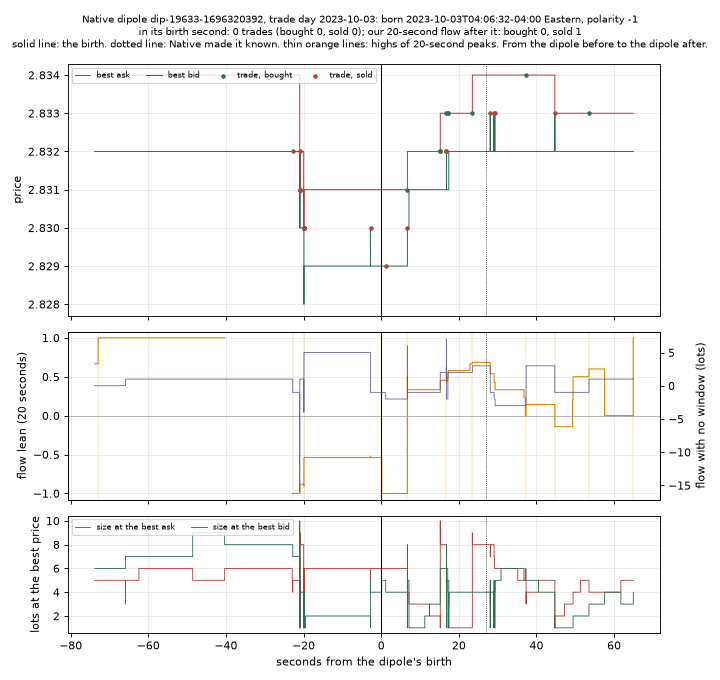 Native dipole dip-19633-1696320392, trade day 2023-10-03: born 2023-10-03T04:06:32-04:00 Eastern, polarity -1
in its birth second: 0 trades (bought 0, sold 0); our 20-second flow after it: bought 0, sold 1
solid line: the birth. dotted line: Native made it known. thin orange lines: highs of 20-second peaks. From the dipole before to the dipole after.
best ask
best bid
trade, bought
trade, sold
2.834
2.833
2.832
2.831
2.830
2.829
2.828
price
1.0
0.5
0.0
−0.5
−1.0
flow lean (20 seconds)
5
0
−5
−10
−15
flow with no window (lots)
size at the best ask
size at the best bid
10
8
6
4
2
lots at the best price
−80
−60
−40
−20
0
20
40
60
seconds from the dipole's birth